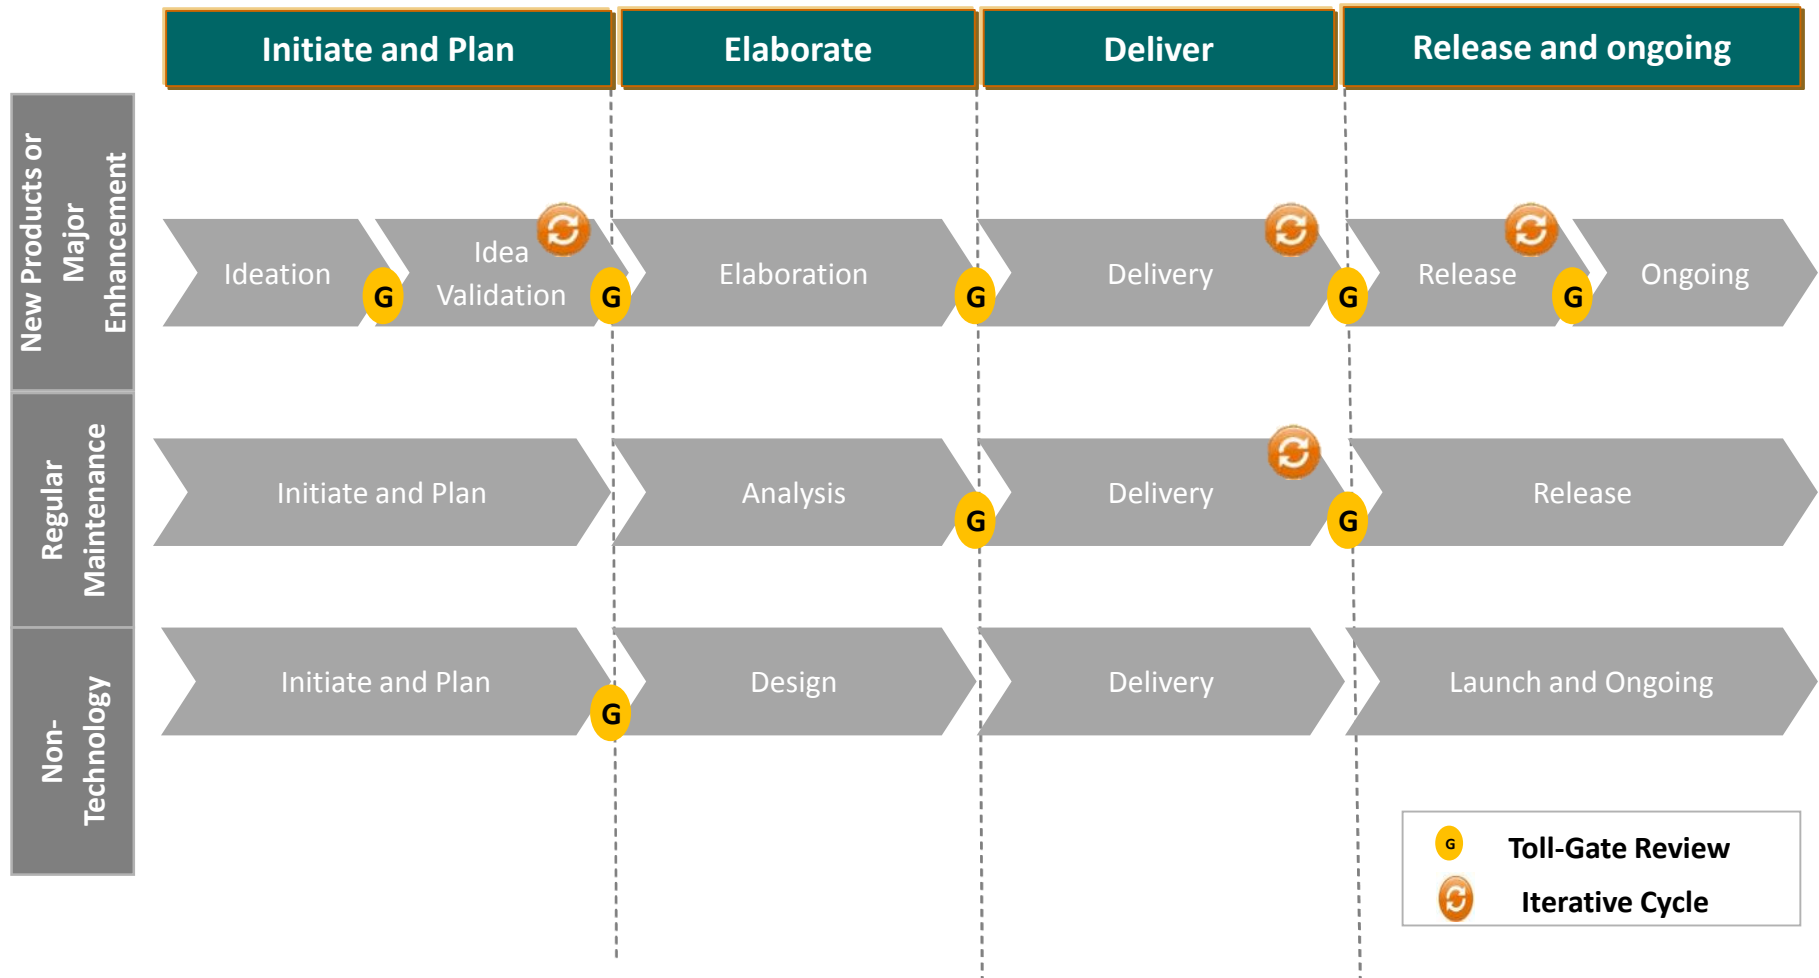 Initiate and Plan
Elaborate
Deliver
Release and ongoing
New Products or
Major
Enhancement
Ideation
G
Idea
Validation
G
Elaboration
G
Delivery
G
Release
G
Ongoing
Regular
Maintenance
Initiate and Plan
Analysis
G
Delivery
G
Release
Non-
Technology
Initiate and Plan
G
Design
Delivery
Launch and Ongoing
G Toll-Gate Review
Iterative Cycle